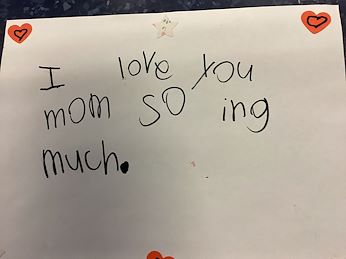 I love you
mom so ing
much.